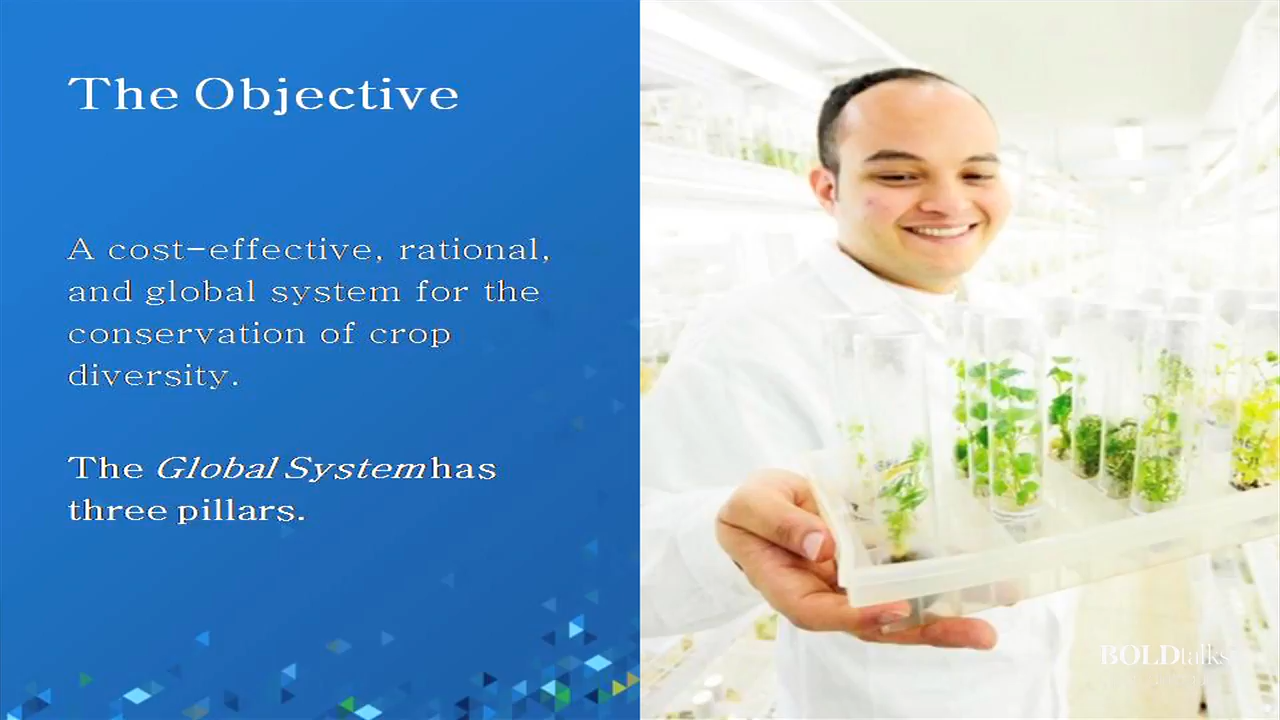 The Objective
A cost-effective, rational,
and global system for the
conservation of crop
diversity.
The Global System has
three pillars.
BOLDtalks